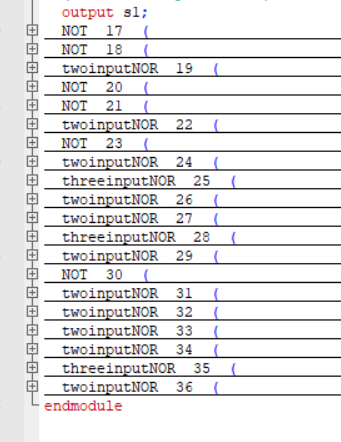 output s1;
NOT 17 (
NOT 18 (
twoinputNOR 19 (
NOT 20 (
NOT 21 (
twoinputNOR 22 (
NOT 23 (
twoinputNOR 24 (
threeinputNOR 25 (
twoinputNOR 26 (
twoinputNOR 27 (
threeinputNOR 28 (
twoinputNOR 29 (
NOT 30 (
twoinputNOR 31 (
twoinputNOR 32 (
twoinputNOR 33 (
twoinputNOR 34 (
threeinputNOR 35 (
twoinputNOR 36 (
endmodule